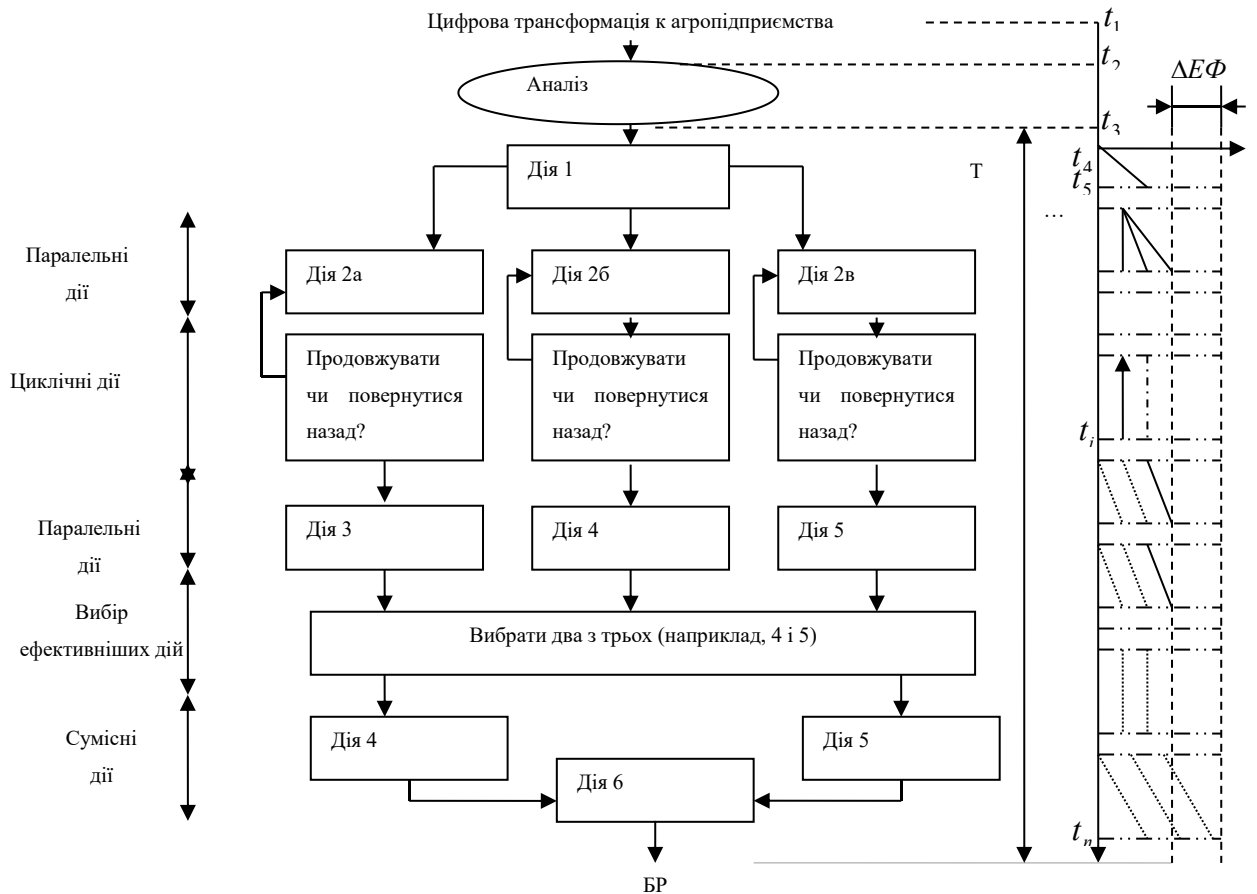 Цифрова трансформація к агропідприємства
t₁
t₂
ΔЕФ
Аналіз
t₃
Дія 1
Т
t₄
t₅
...
Паралельні
дії
Дія 2а
Дія 2б
Дія 2в
Циклічні дії
Продовжувати
чи повернутися
назад?
Продовжувати
чи повернутися
назад?
Продовжувати
чи повернутися
назад?
tᵢ
Паралельні
дії
Дія 3
Дія 4
Дія 5
Вибір
ефективніших дій
Вибрати два з трьох (наприклад, 4 і 5)
Сумісні
дії
Дія 4
Дія 5
Дія 6
tₙ
БР